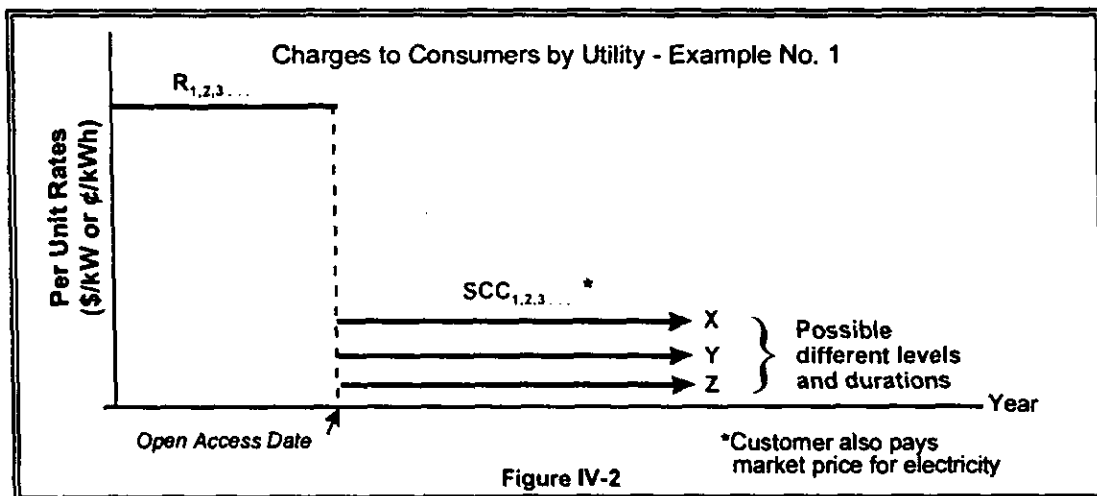 Charges to Consumers by Utility - Example No. 1
R1,2,3...
Per Unit Rates
($/kW or ¢/kWh)
SCC1,2,3... *
X
Y
Z
Possible
different levels
and durations
Year
Open Access Date
*Customer also pays
market price for electricity
Figure IV-2